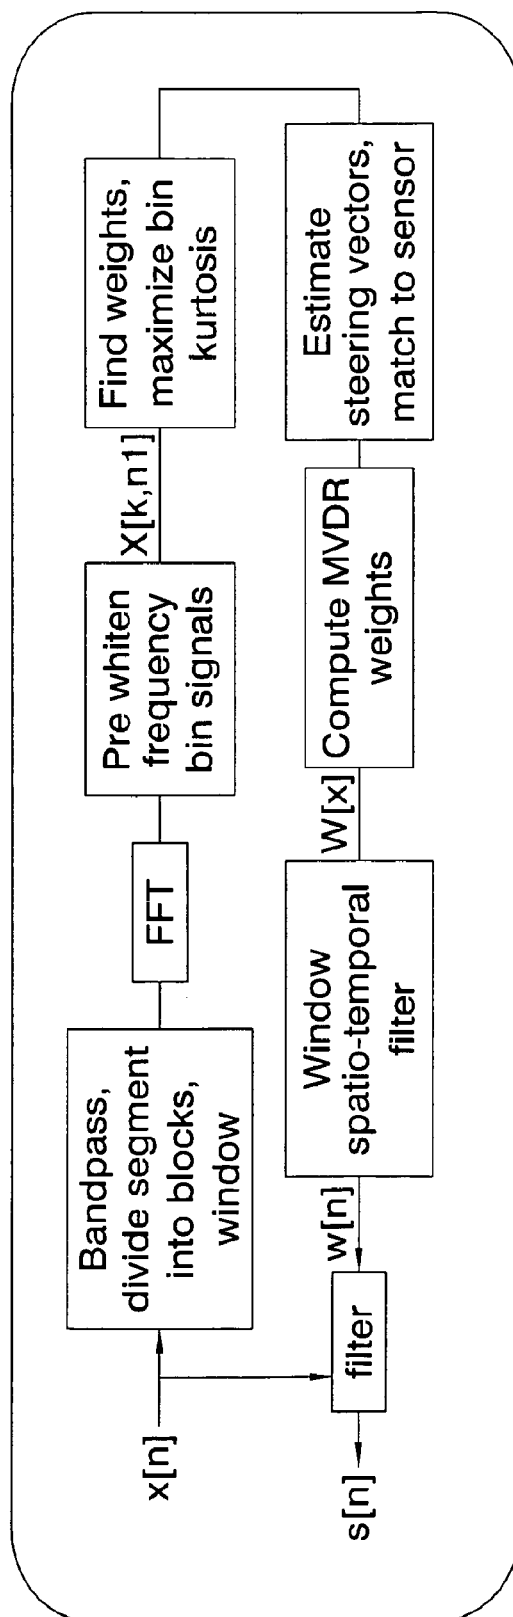 x[n]
Bandpass,
divide segment
into blocks,
window
FFT
Pre whiten
frequency
bin signals
X[k,n1]
Find weights,
maximize bin
kurtosis
Estimate
steering vectors,
match to sensor
Compute MVDR
weights
W[x]
Window
spatio-temporal
filter
w[n]
filter
s[n]